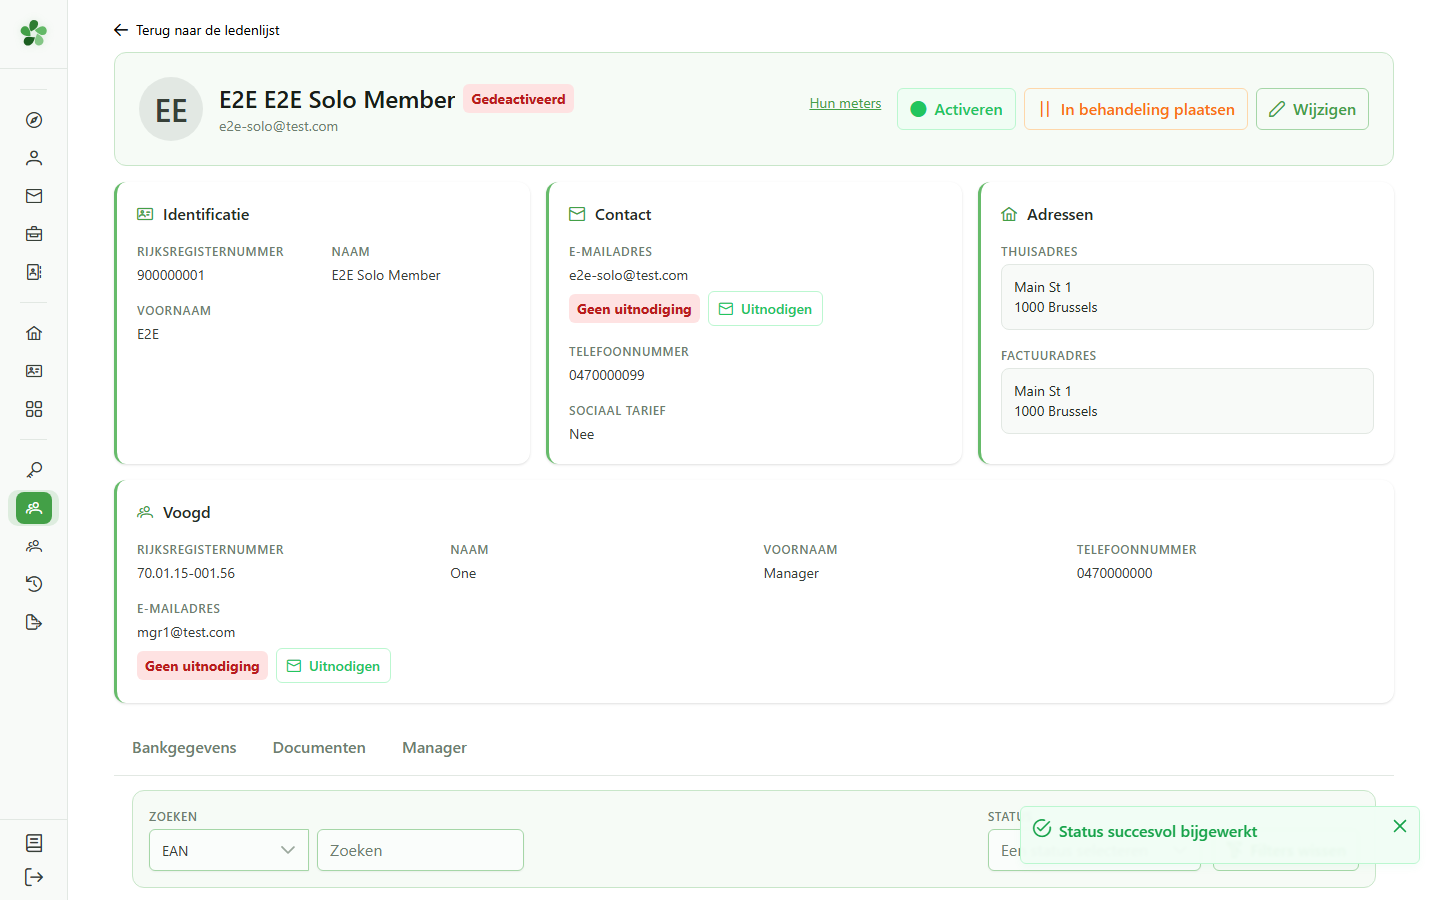 Terug naar de ledenlijst
EE
E2E E2E Solo Member
Gedeactiveerd
e2e-solo@test.com
Hun meters
Activeren
In behandeling plaatsen
Wijzigen
Identificatie
RIJKSREGISTERNUMMER
NAAM
900000001
E2E Solo Member
VOORNAAM
E2E
Contact
E-MAILADRES
e2e-solo@test.com
Geen uitnodiging
Uitnodigen
TELEFOONNUMMER
0470000099
SOCIAAL TARIEF
Nee
Adressen
THUISADRES
Main St 1
1000 Brussels
FACTUURADRES
Main St 1
1000 Brussels
Voogd
RIJKSREGISTERNUMMER
NAAM
VOORNAAM
TELEFOONNUMMER
70.01.15-001.56
One
Manager
0470000000
E-MAILADRES
mgr1@test.com
Geen uitnodiging
Uitnodigen
Bankgegevens
Documenten
Manager
ZOEKEN
EAN
Zoeken
Status succesvol bijgewerkt